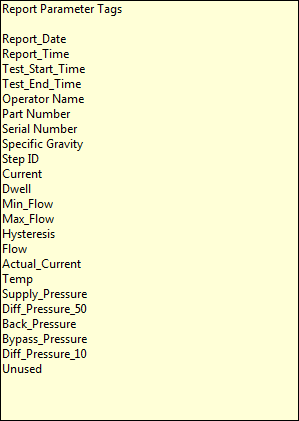 Report Parameter Tags
Report_Date
Report_Time
Test_Start_Time
Test_End_Time
Operator Name
Part Number
Serial Number
Specific Gravity
Step ID
Current
Dwell
Min_Flow
Max_Flow
Hysteresis
Flow
Actual_Current
Temp
Supply_Pressure
Diff_Pressure_50
Back_Pressure
Bypass_Pressure
Diff_Pressure_10
Unused